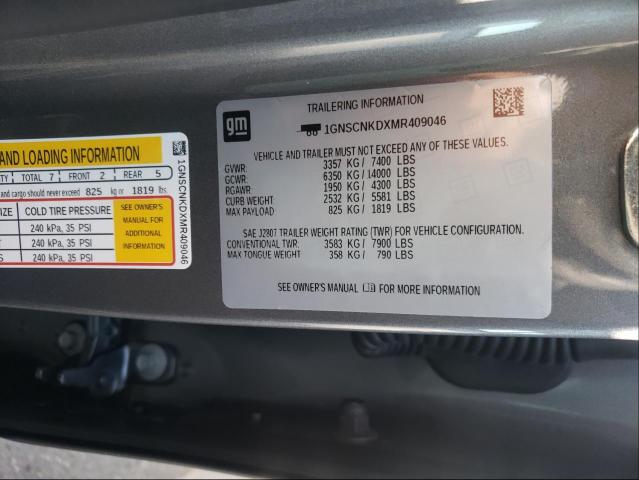 AND LOADING INFORMATION
TOTAL 7 FRONT 2 REAR 5
and cargo should never exceed 825 kg or 1819 lbs.
SIZE COLD TIRE PRESSURE
240 kPa, 35 PSI
240 kPa, 35 PSI
240 kPa, 35 PSI
SEE OWNER'S
MANUAL FOR
ADDITIONAL
INFORMATION
1GNSCNKDXMR409046
gm
TRAILERING INFORMATION
1GNSCNKDXMR409046
VEHICLE AND TRAILER MUST NOT EXCEED ANY OF THESE VALUES.
GVWR: 3357 KG / 7400 LBS
GCWR: 6350 KG / 14000 LBS
RGAWR: 1950 KG / 4300 LBS
CURB WEIGHT: 2532 KG / 5581 LBS
MAX PAYLOAD: 825 KG / 1819 LBS
SAE J2807 TRAILER WEIGHT RATING (TWR) FOR VEHICLE CONFIGURATION.
CONVENTIONAL TWR: 3583 KG / 7900 LBS
MAX TONGUE WEIGHT 358 KG / 790 LBS
SEE OWNER'S MANUAL FOR MORE INFORMATION